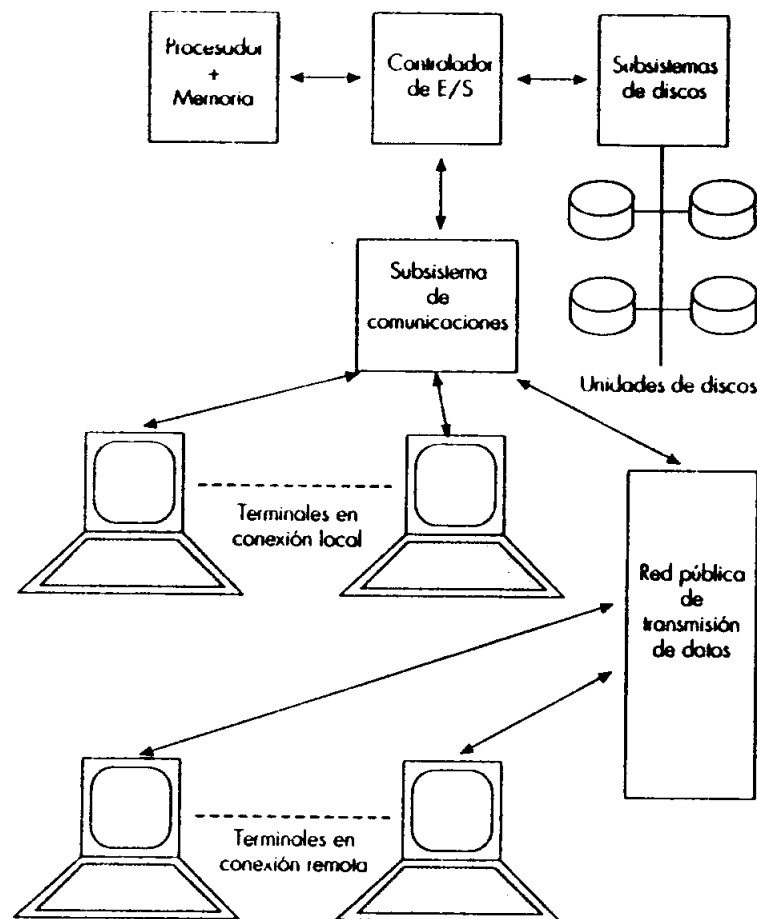 Procesador
+
Memoria
Controlador
de E/S
Subsistemas
de discos
Subsistema
de
comunicaciones
Unidades de discos
Terminales en
conexión local
Red pública
de
transmisión
de datos
Terminales en
conexión remota